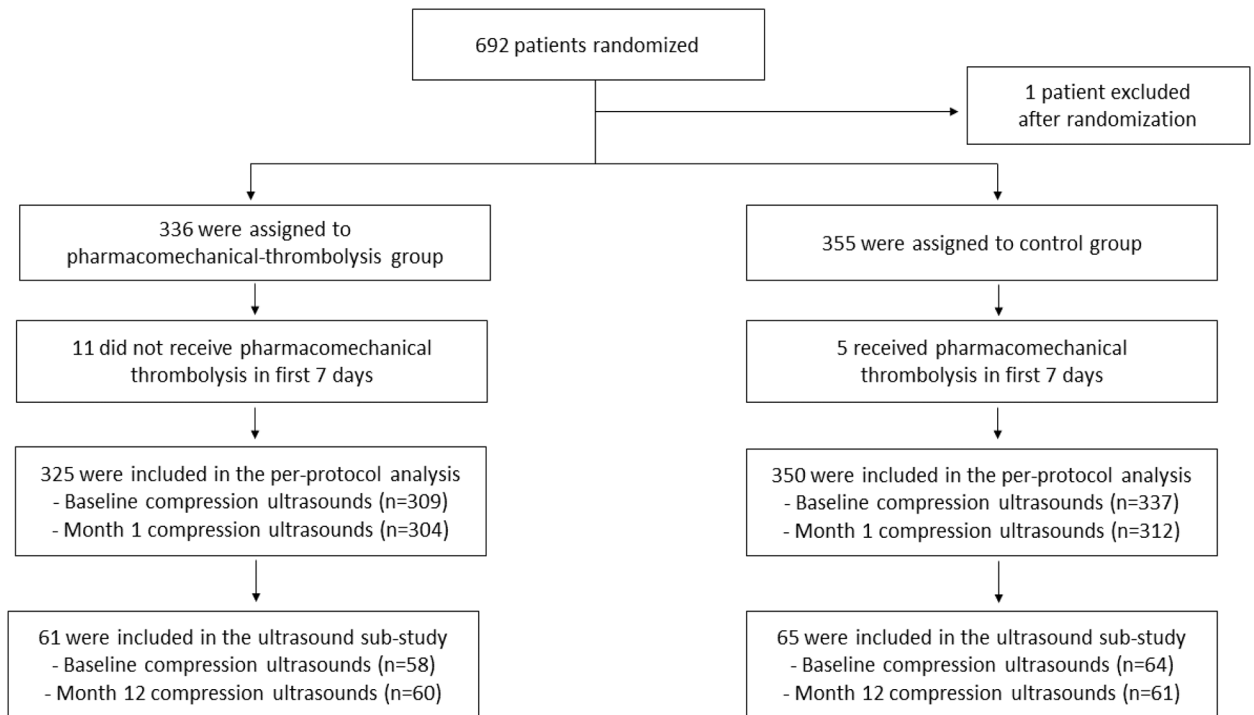 692 patients randomized
1 patient excluded
after randomization
336 were assigned to
pharmacomechanical-thrombolysis group
355 were assigned to control group
11 did not receive pharmacomechanical
thrombolysis in first 7 days
5 received pharmacomechanical
thrombolysis in first 7 days
325 were included in the per-protocol analysis
- Baseline compression ultrasounds (n=309)
- Month 1 compression ultrasounds (n=304)
350 were included in the per-protocol analysis
- Baseline compression ultrasounds (n=337)
- Month 1 compression ultrasounds (n=312)
61 were included in the ultrasound sub-study
- Baseline compression ultrasounds (n=58)
- Month 12 compression ultrasounds (n=60)
65 were included in the ultrasound sub-study
- Baseline compression ultrasounds (n=64)
- Month 12 compression ultrasounds (n=61)